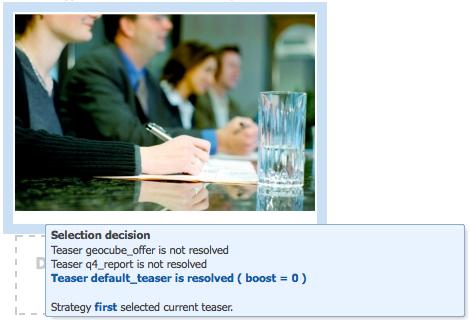 Selection decision
Teaser geocube_offer is not resolved
Teaser q4_report is not resolved
Teaser default_teaser is resolved ( boost = 0 )
Strategy first selected current teaser.